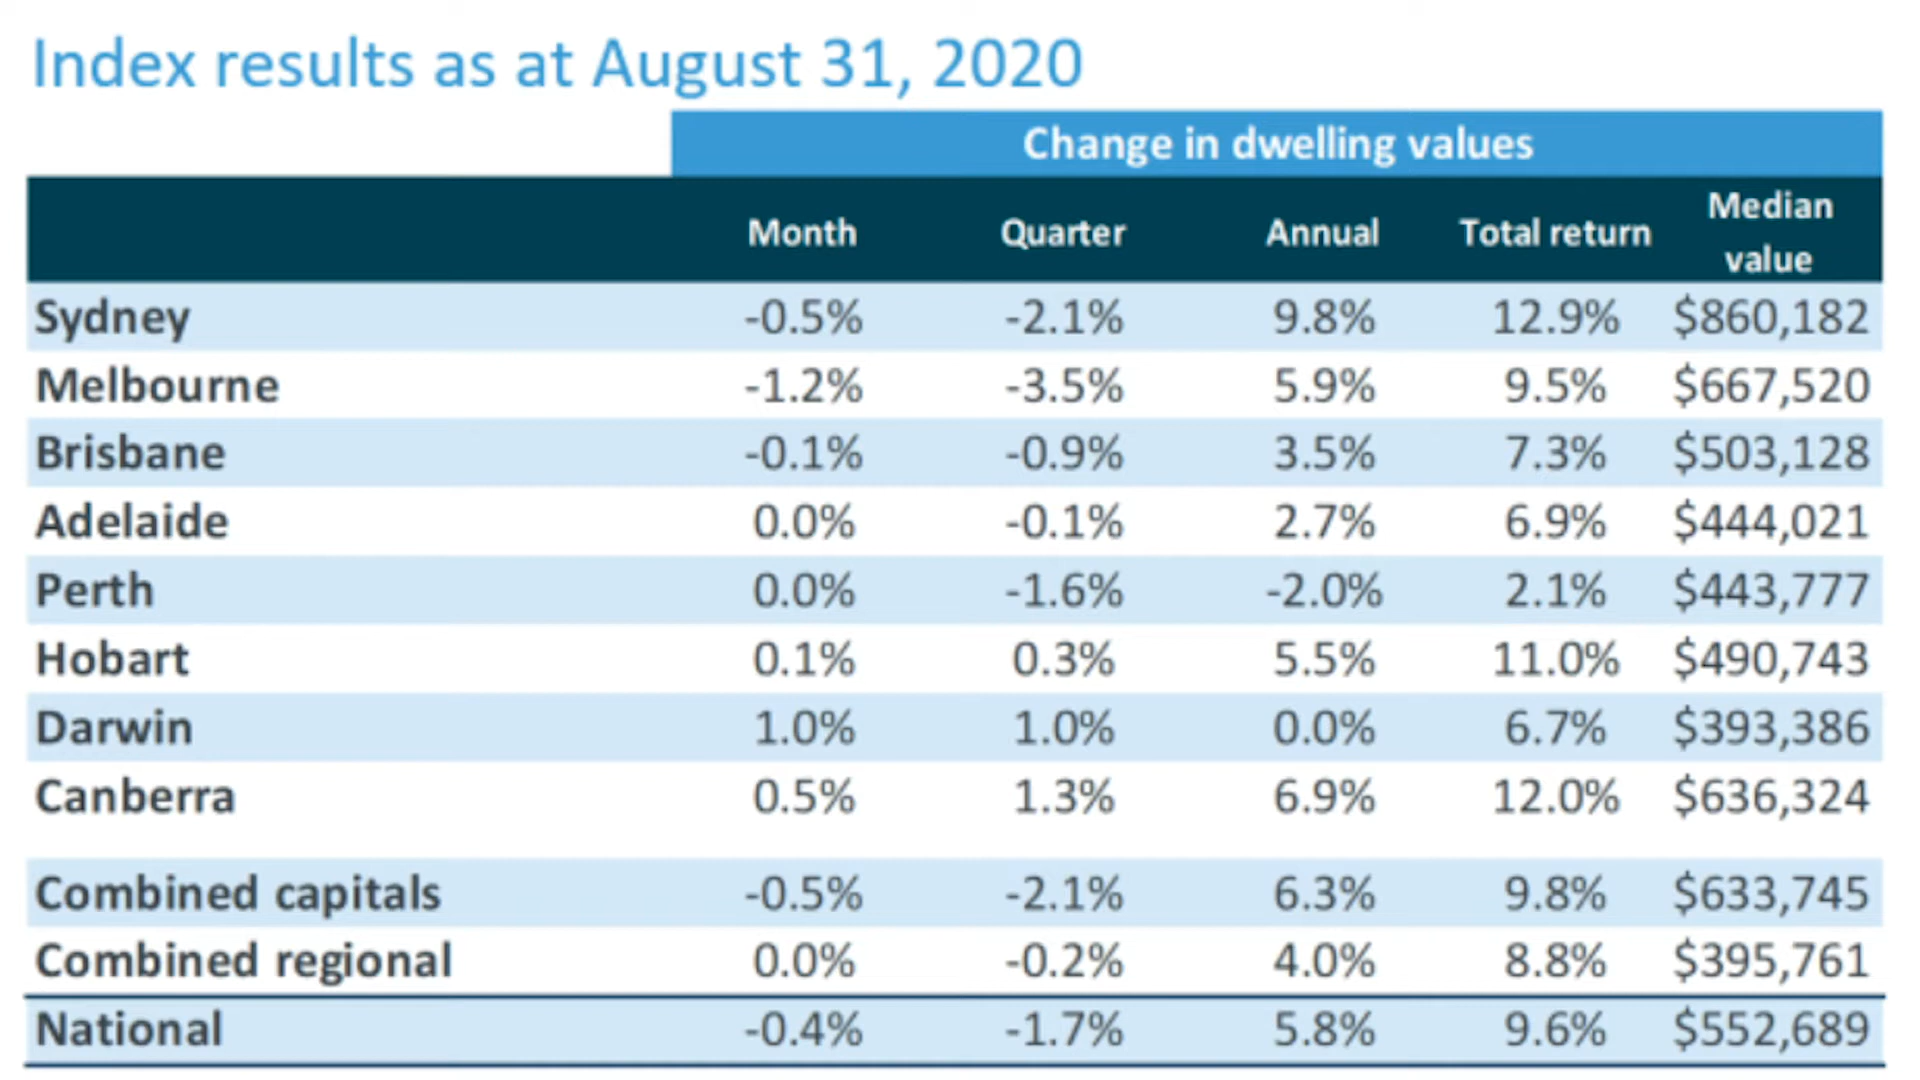 Index results as at August 31, 2020
Change in dwelling values
Month Quarter Annual Total return Median value
Sydney -0.5% -2.1% 9.8% 12.9% $860,182
Melbourne -1.2% -3.5% 5.9% 9.5% $667,520
Brisbane -0.1% -0.9% 3.5% 7.3% $503,128
Adelaide 0.0% -0.1% 2.7% 6.9% $444,021
Perth 0.0% -1.6% -2.0% 2.1% $443,777
Hobart 0.1% 0.3% 5.5% 11.0% $490,743
Darwin 1.0% 1.0% 0.0% 6.7% $393,386
Canberra 0.5% 1.3% 6.9% 12.0% $636,324
Combined capitals -0.5% -2.1% 6.3% 9.8% $633,745
Combined regional 0.0% -0.2% 4.0% 8.8% $395,761
National -0.4% -1.7% 5.8% 9.6% $552,689